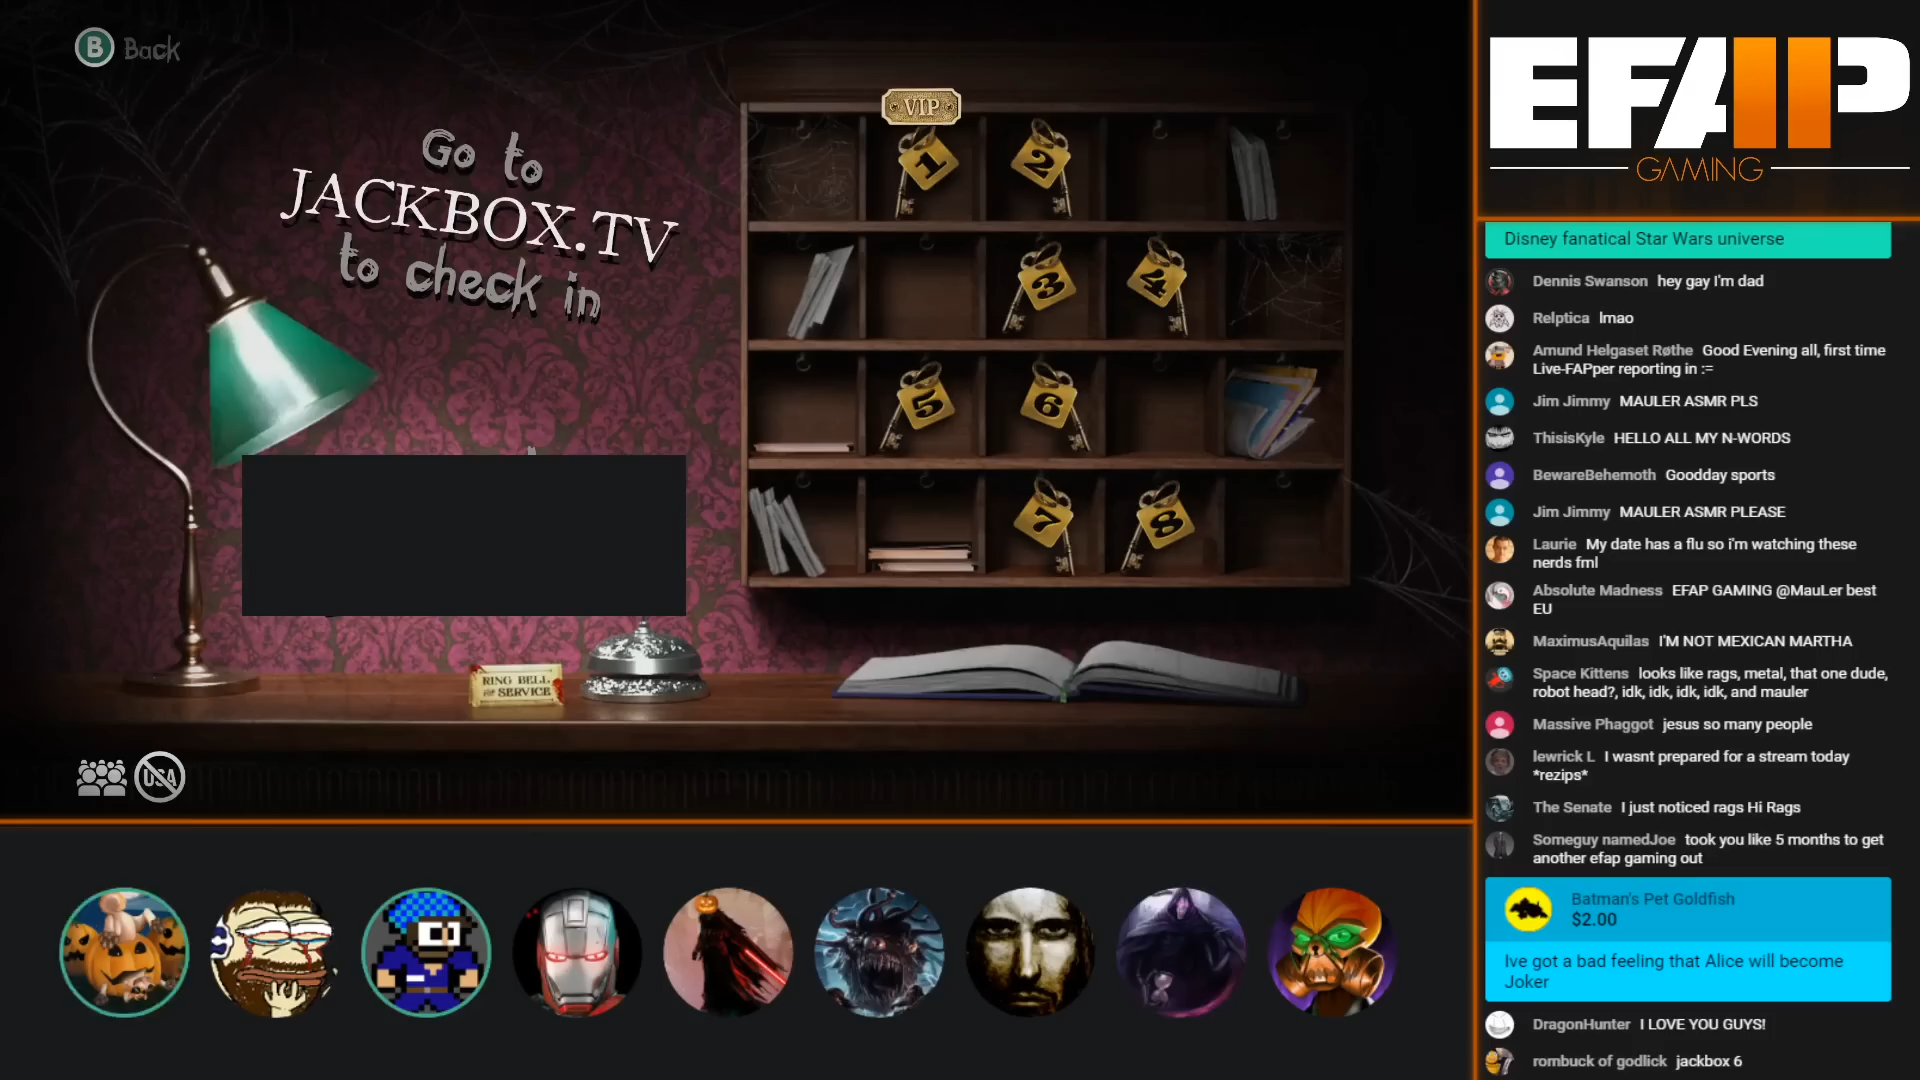 B Back
Go to
JACKBOX.TV
to check in
VIP
1
2
3
4
5
6
7
8
RING BELL
FOR SERVICE
USA
EFAP
GAMING
Disney fanatical Star Wars universe
Dennis Swanson hey gay I'm dad
Relptica lmao
Amund Helgaset Røthe Good Evening all, first time
Live-FAPper reporting in :=
Jim Jimmy MAULER ASMR PLS
ThisisKyle HELLO ALL MY N-WORDS
BewareBehemoth Goodday sports
Jim Jimmy MAULER ASMR PLEASE
Laurie My date has a flu so i'm watching these
nerds fml
Absolute Madness EFAP GAMING @MauLer best
EU
MaximusAquilas I'M NOT MEXICAN MARTHA
Space Kittens looks like rags, metal, that one dude,
robot head?, idk, idk, idk, idk, and mauler
Massive Phaggot jesus so many people
lewrick L I wasnt prepared for a stream today
*rezips*
The Senate I just noticed rags Hi Rags
Someguy namedJoe took you like 5 months to get
another efap gaming out
Batman's Pet Goldfish
$2.00
Ive got a bad feeling that Alice will become
Joker
DragonHunter I LOVE YOU GUYS!
rombuck of godlick jackbox 6